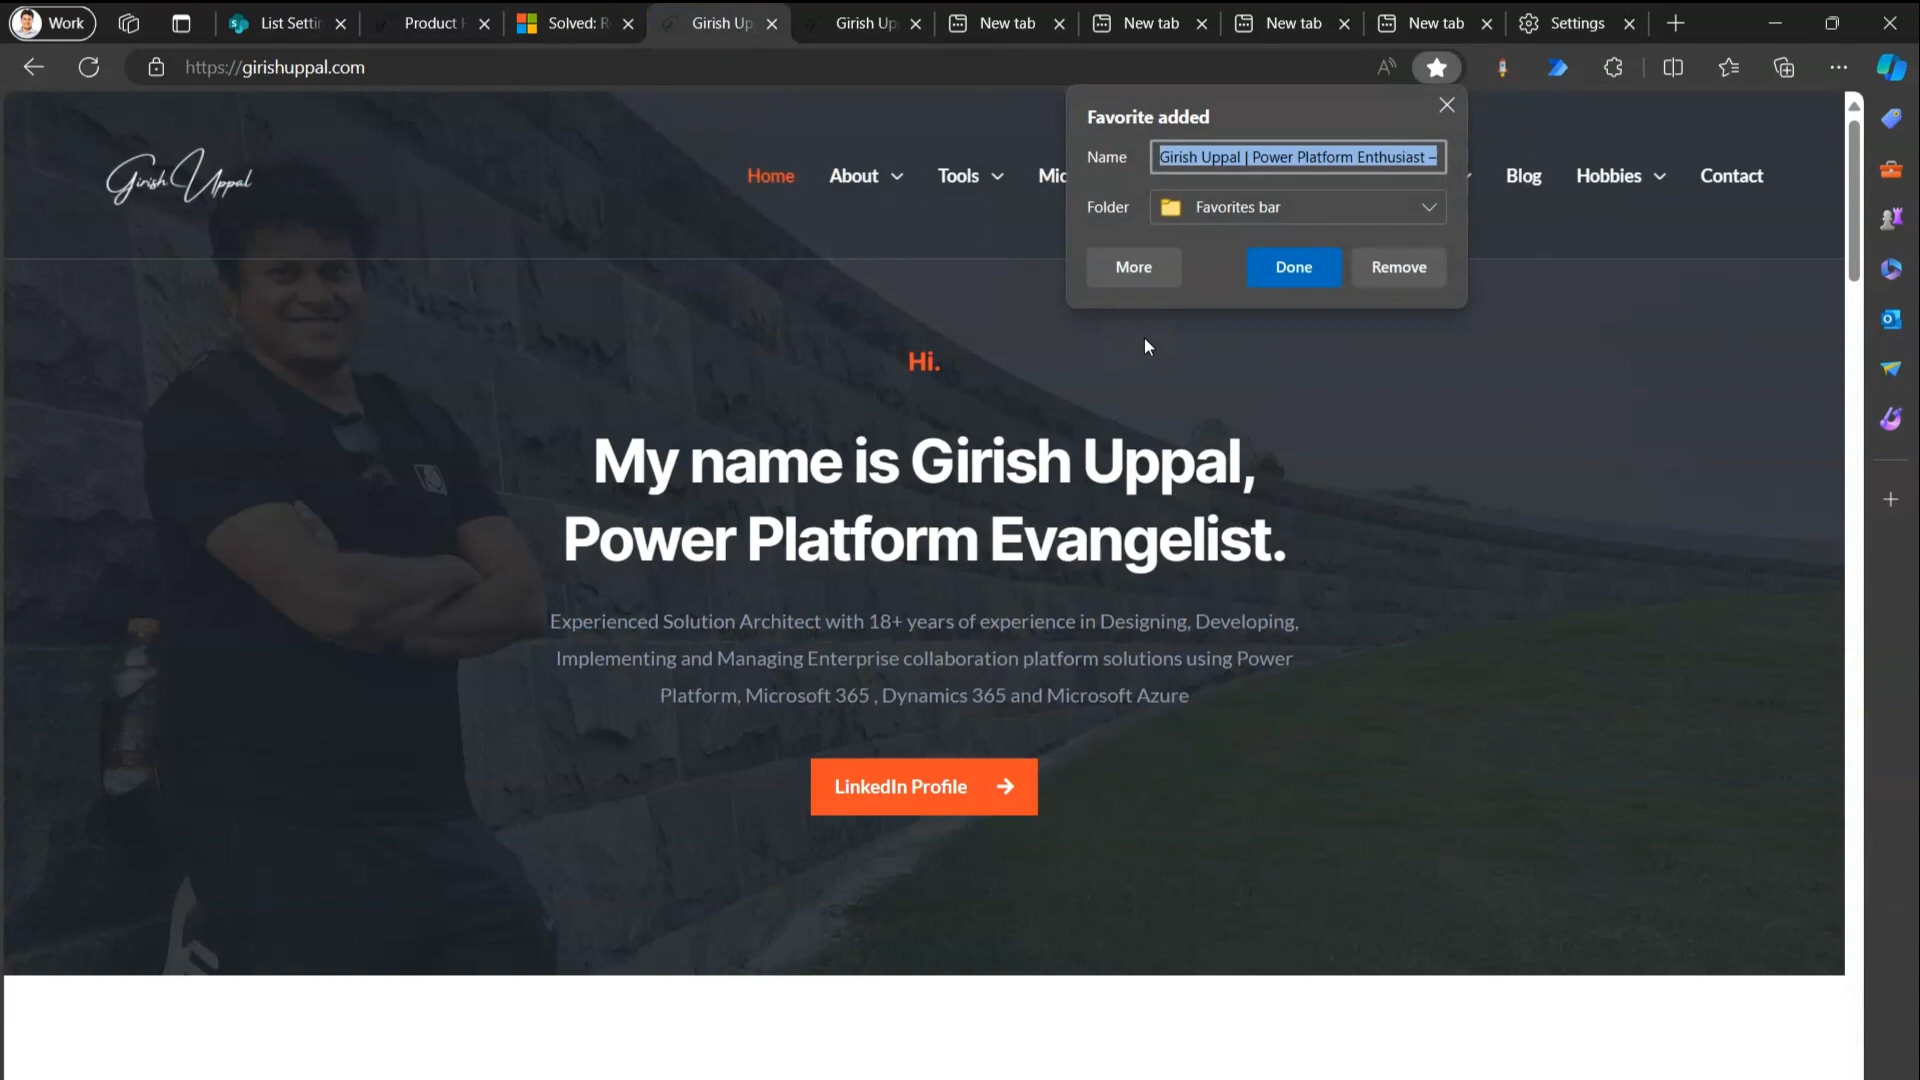 Work
List Settin
Product H
Solved: R
Girish Up
Girish Up
New tab
New tab
New tab
New tab
Settings
https://girishuppal.com
Favorite added
Name
Girish Uppal | Power Platform Enthusiast –
Folder
Favorites bar
More
Done
Remove
Girish Uppal
Home
About
Tools
Mic
Blog
Hobbies
Contact
Hi.
My name is Girish Uppal,
Power Platform Evangelist.
Experienced Solution Architect with 18+ years of experience in Designing, Developing,
Implementing and Managing Enterprise collaboration platform solutions using Power
Platform, Microsoft 365 , Dynamics 365 and Microsoft Azure
LinkedIn Profile